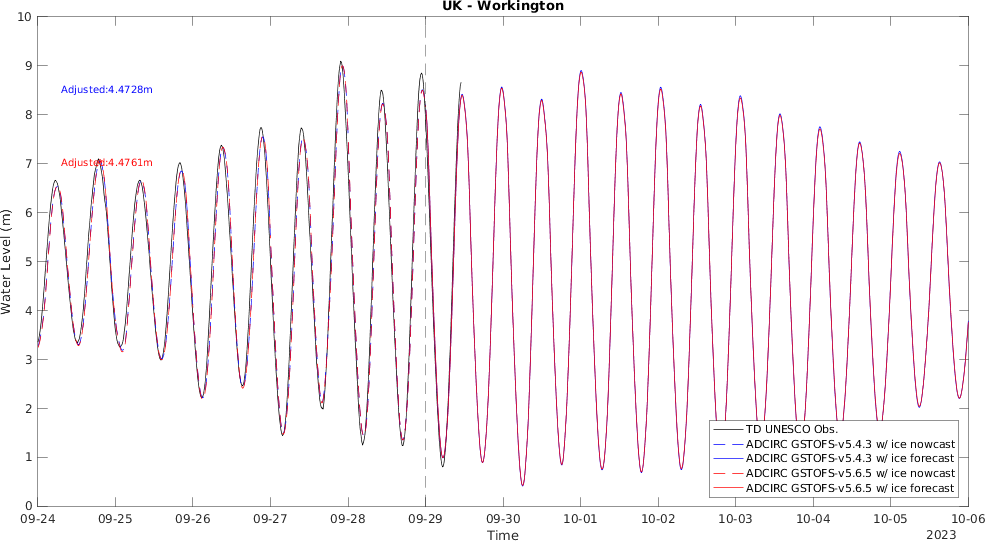 UK - Workington
10
9
8
7
6
5
4
3
2
1
0
Water Level (m)
Adjusted:4.4728m
Adjusted:4.4761m
TD UNESCO Obs.
ADCIRC GSTOFS-v5.4.3 w/ ice nowcast
ADCIRC GSTOFS-v5.4.3 w/ ice forecast
ADCIRC GSTOFS-v5.6.5 w/ ice nowcast
ADCIRC GSTOFS-v5.6.5 w/ ice forecast
09-24 09-25 09-26 09-27 09-28 09-29 09-30 10-01 10-02 10-03 10-04 10-05 10-06
Time
2023